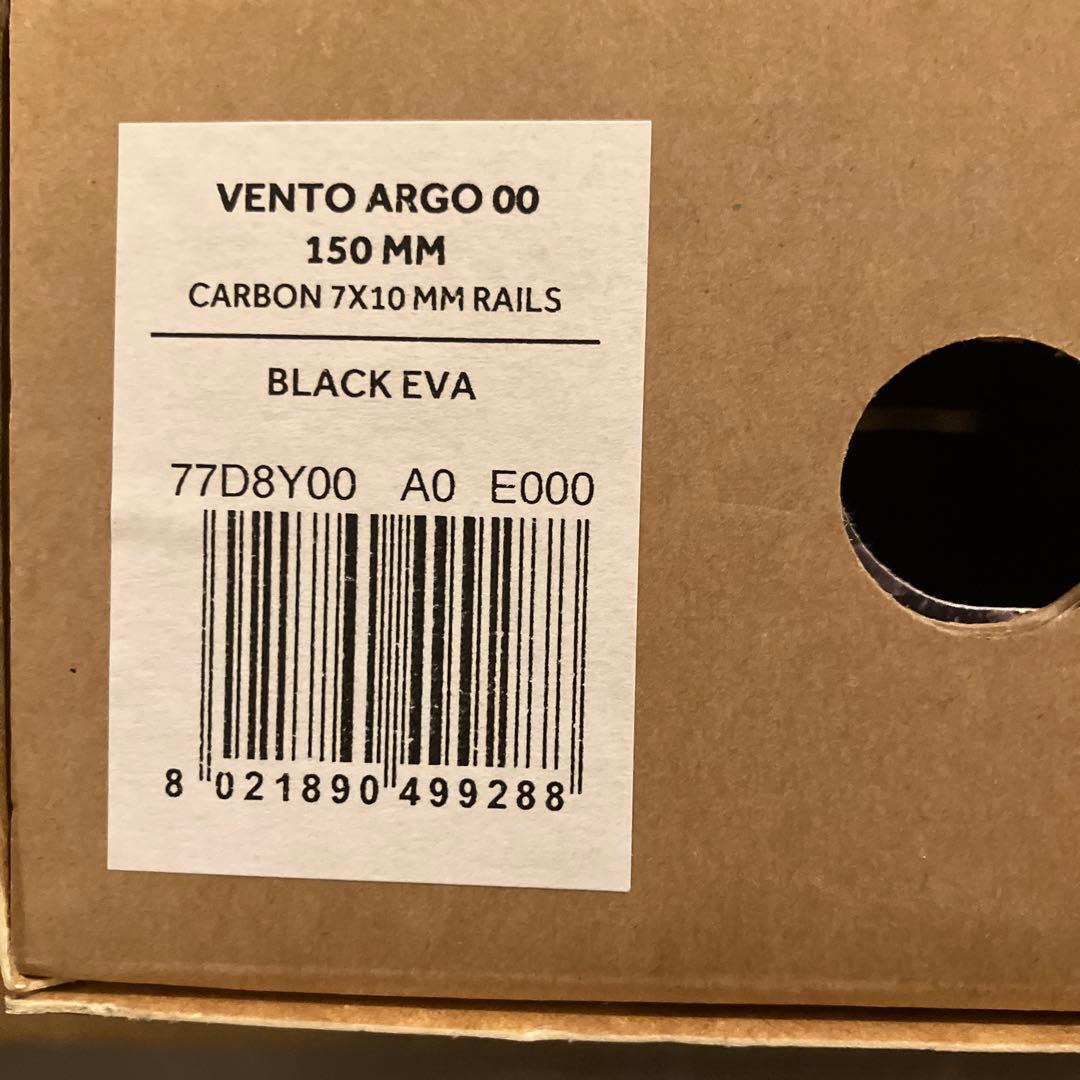 VENTO ARGO 00
150 MM
CARBON 7X10 MM RAILS
BLACK EVA
77D8Y00 A0 E000
8 021890 499288